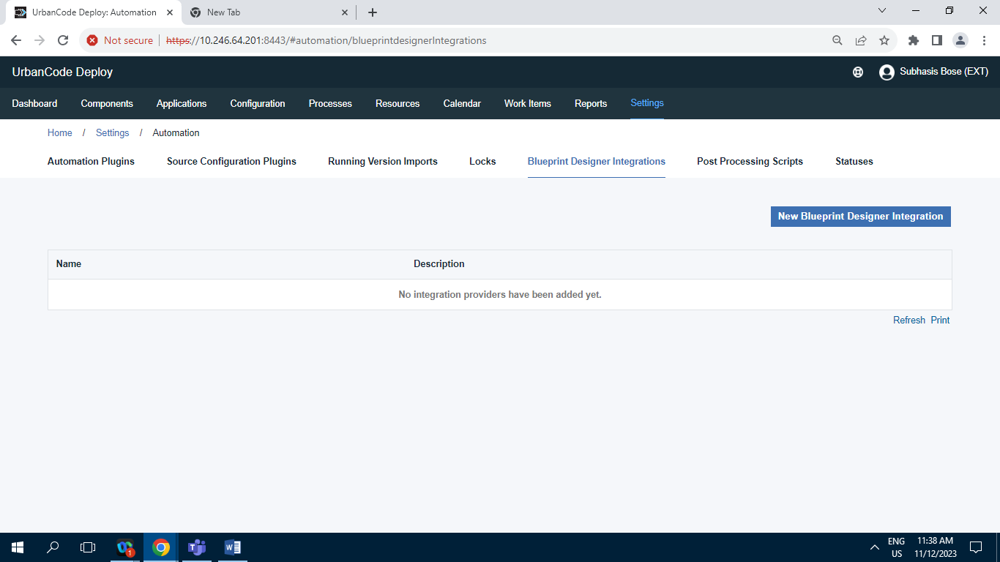 UrbanCode Deploy: Automation
New Tab
Not secure https://10.246.64.201:8443/#automation/blueprintdesignerIntegrations
UrbanCode Deploy
Subhasis Bose (EXT)
Dashboard Components Applications Configuration Processes Resources Calendar Work Items Reports Settings
Home / Settings / Automation
Automation Plugins Source Configuration Plugins Running Version Imports Locks Blueprint Designer Integrations Post Processing Scripts Statuses
New Blueprint Designer Integration
Name Description
No integration providers have been added yet.
Refresh Print
1
ENG 11:38 AM
US 11/12/2023